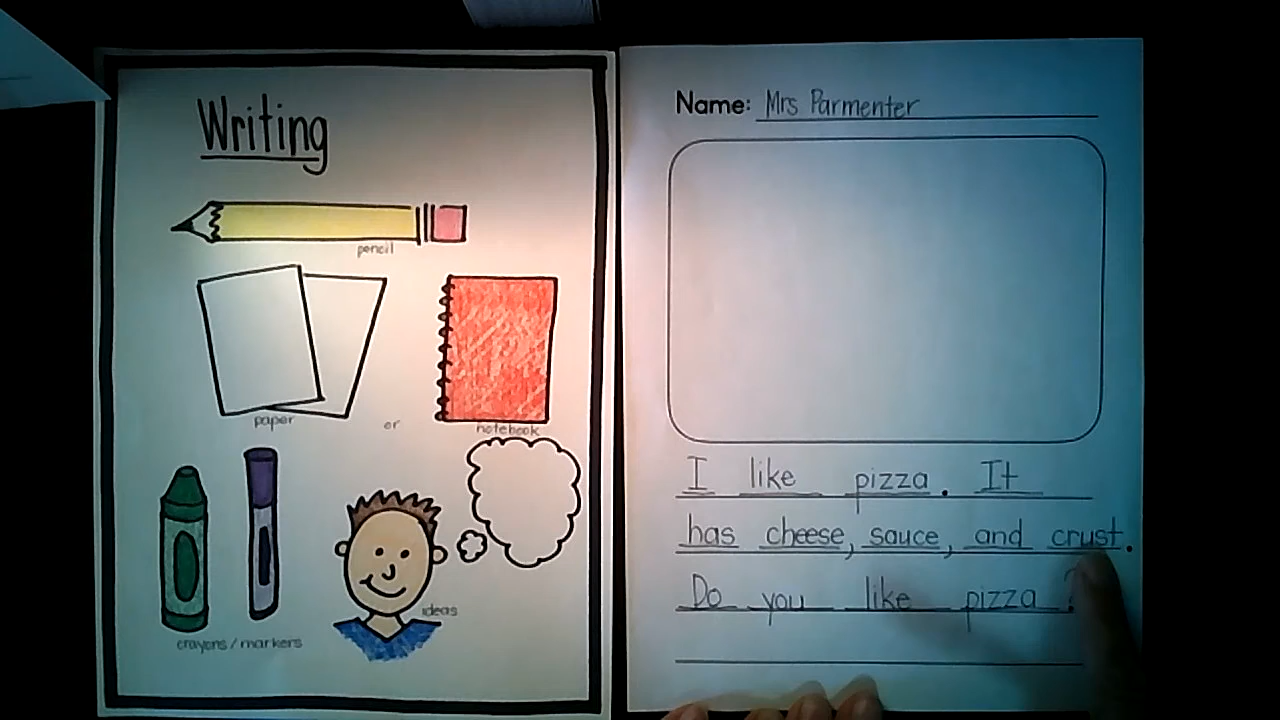 Writing
pencil
paper
or
notebook
crayons / markers
ideas
Name: Mrs Parmenter
I like pizza. It
has cheese, sauce, and crust.
Do you like pizza?